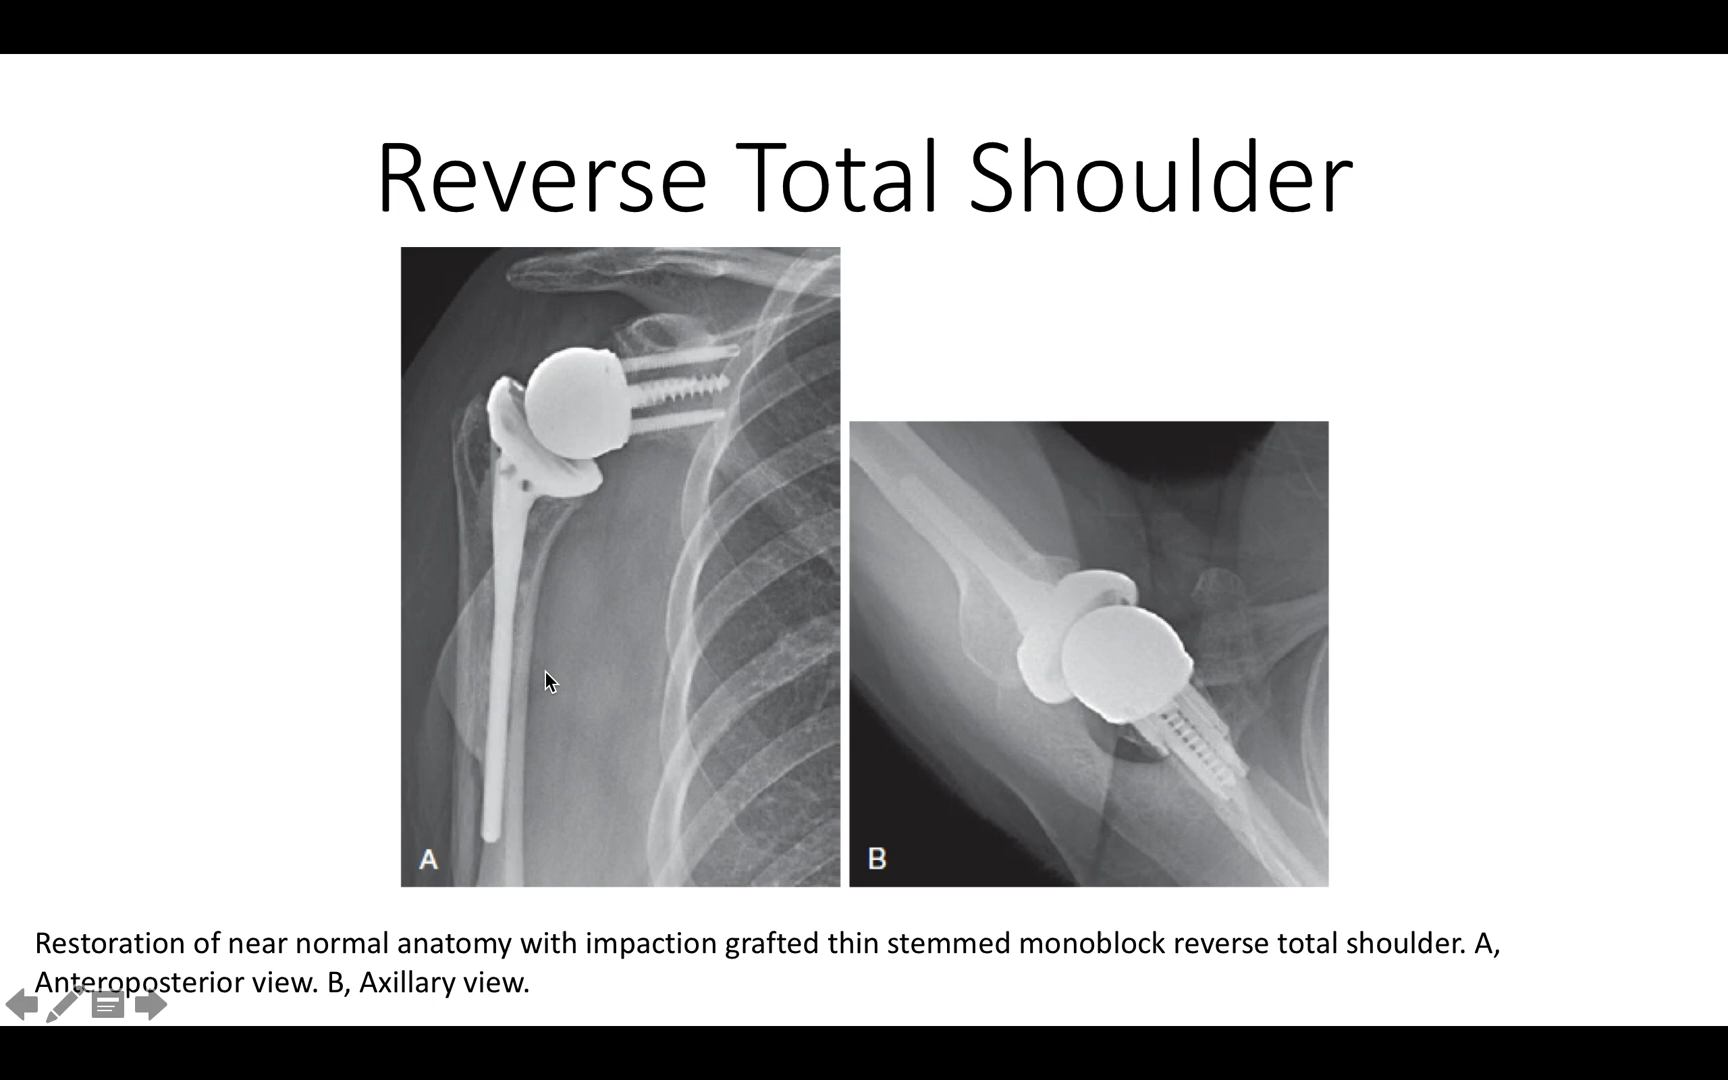 Reverse Total Shoulder
A
B
Restoration of near normal anatomy with impaction grafted thin stemmed monoblock reverse total shoulder. A,
Anteroposterior view. B, Axillary view.